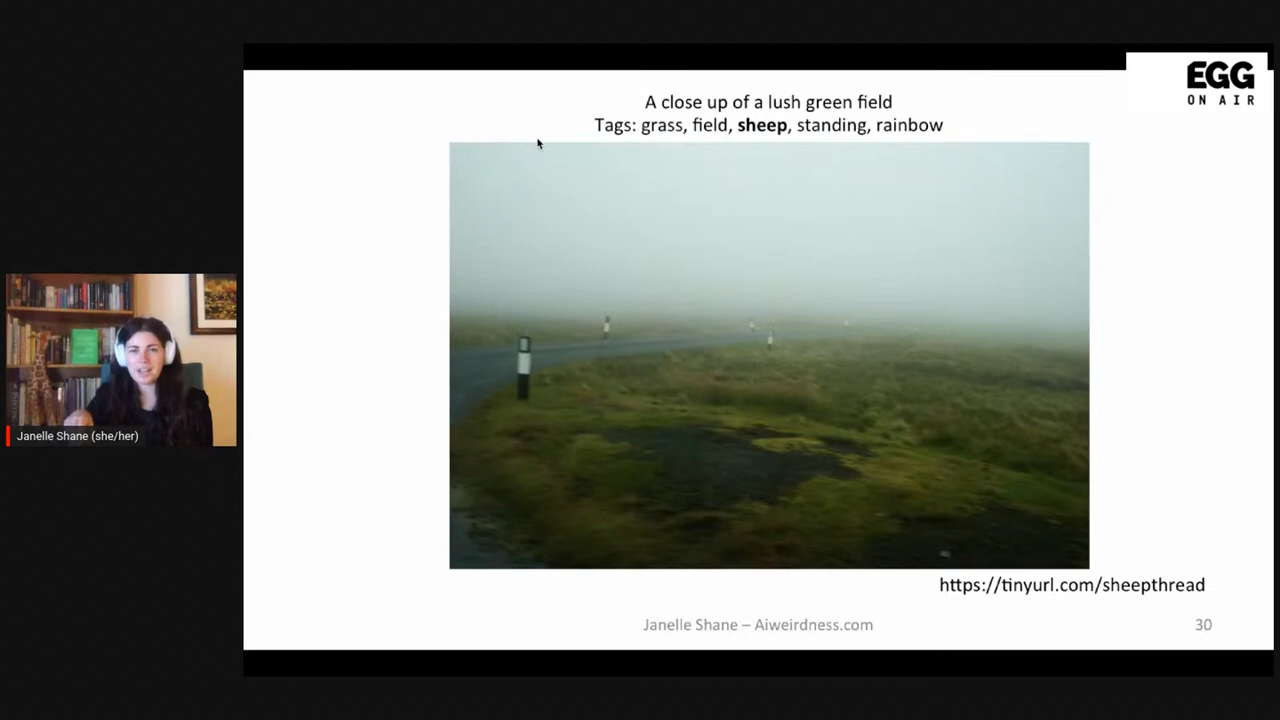 EGG
ON AIR
A close up of a lush green field
Tags: grass, field, sheep, standing, rainbow
Janelle Shane (she/her)
https://tinyurl.com/sheepthread
Janelle Shane – Aiweirdness.com
30